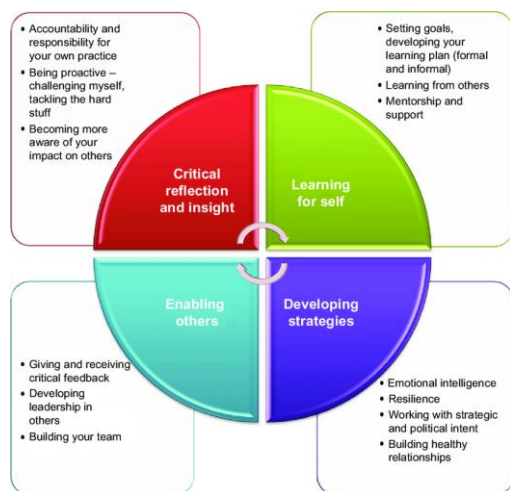 • Accountability and
responsibility for
your own practice
• Being proactive –
challenging myself,
tackling the hard
stuff
• Becoming more
aware of your
impact on others
• Setting goals,
developing your
learning plan (formal
and informal)
• Learning from others
• Mentorship and
support
Critical
reflection
and insight
Learning
for self
Enabling
others
Developing
strategies
• Giving and receiving
critical feedback
• Developing
leadership in
others
• Building your team
• Emotional intelligence
• Resilience
• Working with strategic
and political intent
• Building healthy
relationships